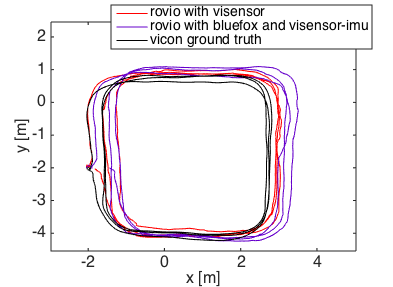 rovio with visensor
rovio with bluefox and visensor-imu
vicon ground truth
2
1
0
-1
-2
-3
-4
y [m]
-2 0 2 4
x [m]